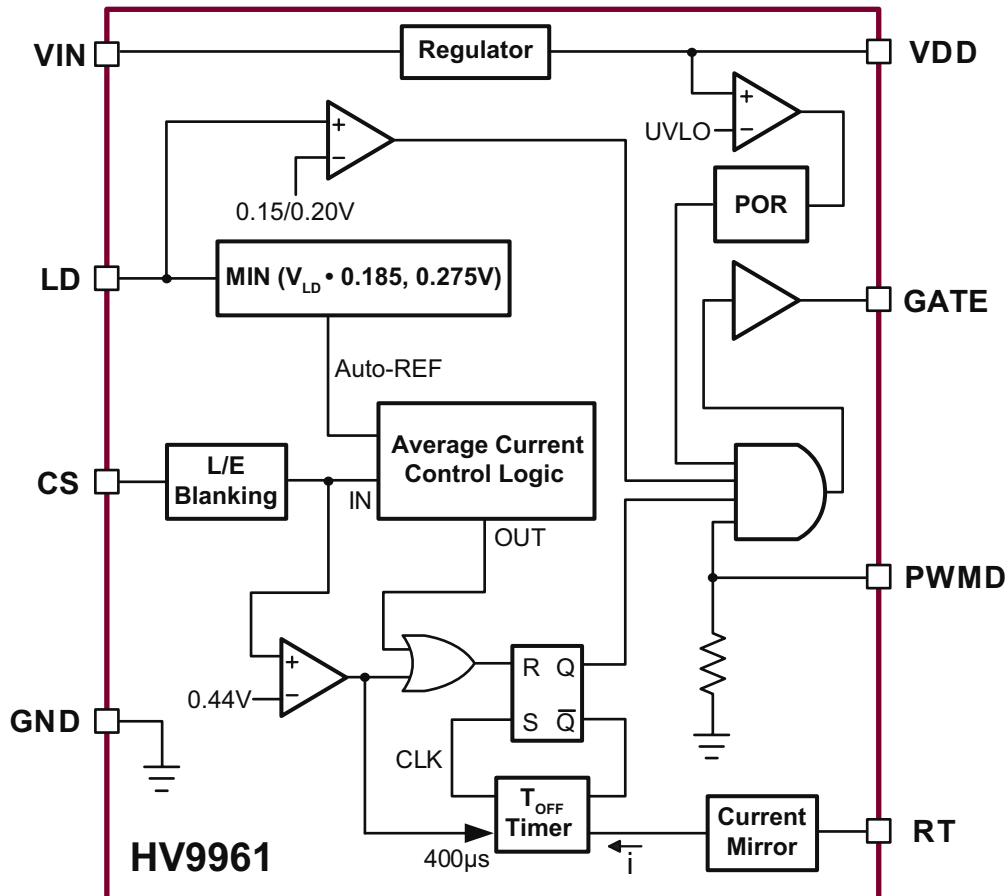 VIN
Regulator
VDD
+
−
UVLO
+
−
0.15/0.20V
POR
LD
MIN (VLD • 0.185, 0.275V)
GATE
Auto-REF
Average Current
Control Logic
L/E
Blanking
CS
IN
OUT
PWMD
+
−
0.44V
R Q
S Q̅
GND
CLK
TOFF
Timer
400µs
i
Current
Mirror
RT
HV9961